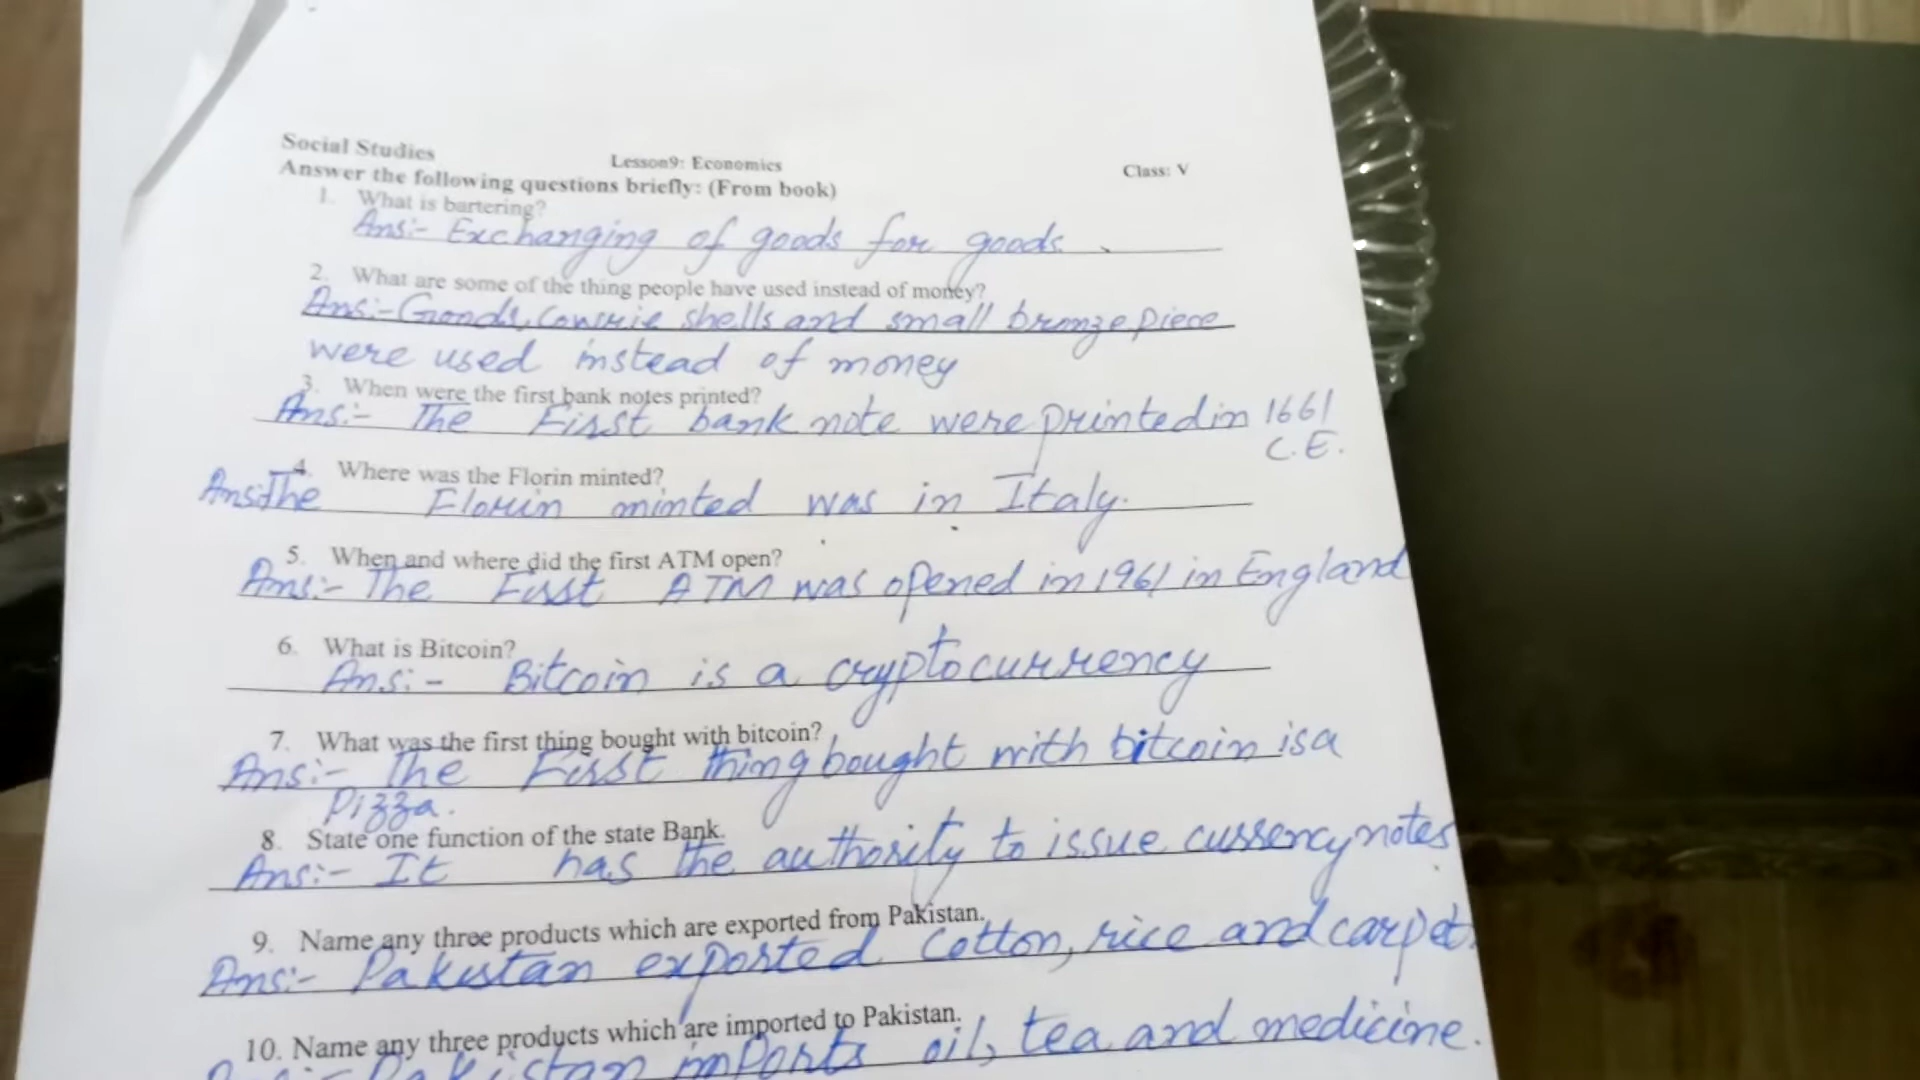 Social Studies
Lesson9: Economics
Class: V
Answer the following questions briefly: (From book)
1. What is bartering?
Ans:- Exchanging of goods for goods.
2. What are some of the thing people have used instead of money?
Ans:- Goods, Cowrie shells and small bronze piece
were used instead of money
3. When were the first bank notes printed?
Ans:- The First bank note were printed in 1661
C.E.
4. Where was the Florin minted?
Ans:The Florin minted was in Italy.
5. When and where did the first ATM open?
Ans:- The First ATM was opened in 1961 in England
6. What is Bitcoin?
Ans:- Bitcoin is a cryptocurrency
7. What was the first thing bought with bitcoin?
Ans:- The First thing bought with bitcoin is a
Pizza.
8. State one function of the state Bank.
Ans:- It has the authority to issue currency notes
9. Name any three products which are exported from Pakistan.
Ans:- Pakistan exported Cotton, rice and carpet.
10. Name any three products which are imported to Pakistan.
Ans:- Pakistan imports oil, tea and medicine.